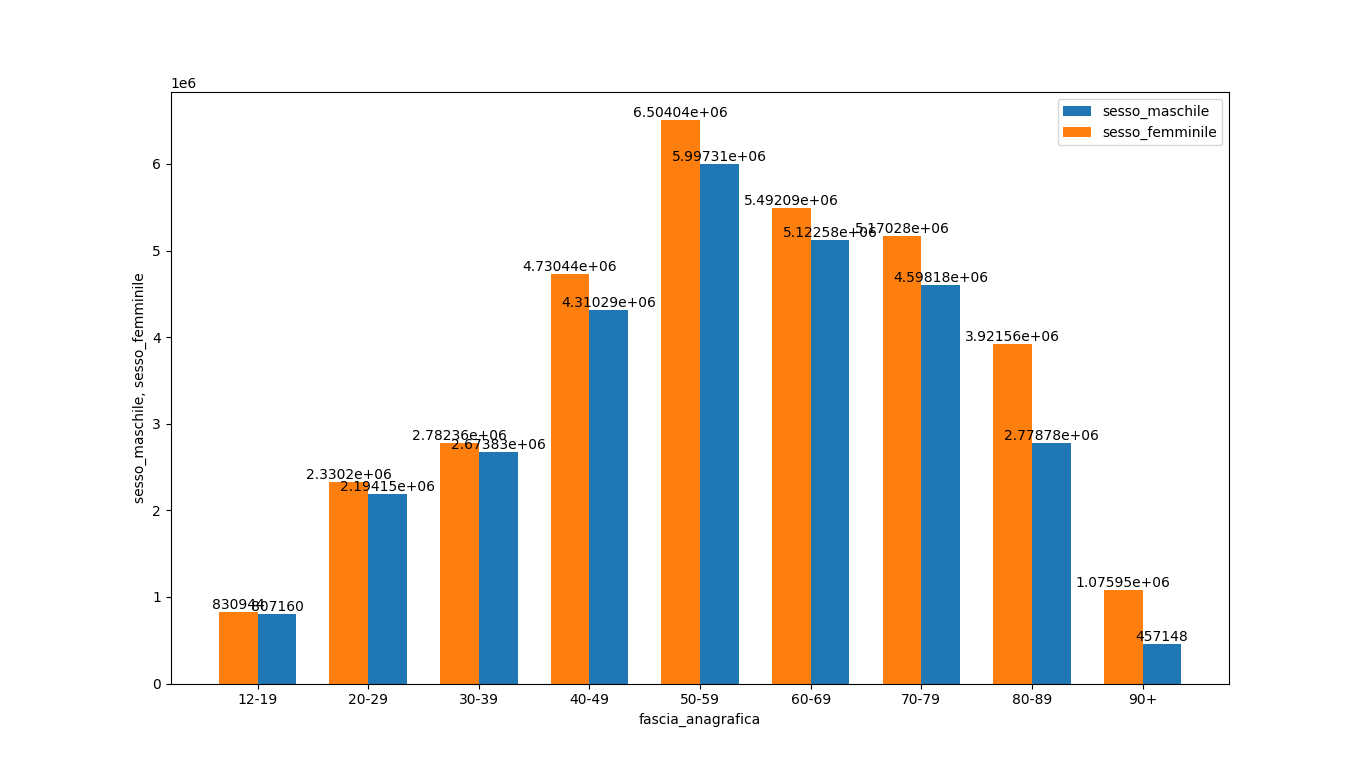 1e6
sesso_maschile
sesso_femminile
6.50404e+06
5.99731e+06
5.49209e+06
5.12258e+06
5.17028e+06
4.73044e+06
4.31029e+06
4.59818e+06
3.92156e+06
2.78236e+06
2.67383e+06
2.77878e+06
2.3302e+06
2.19415e+06
830944
807160
1.07595e+06
457148
6
5
4
3
2
1
0
sesso_maschile, sesso_femminile
12-19 20-29 30-39 40-49 50-59 60-69 70-79 80-89 90+
fascia_anagrafica